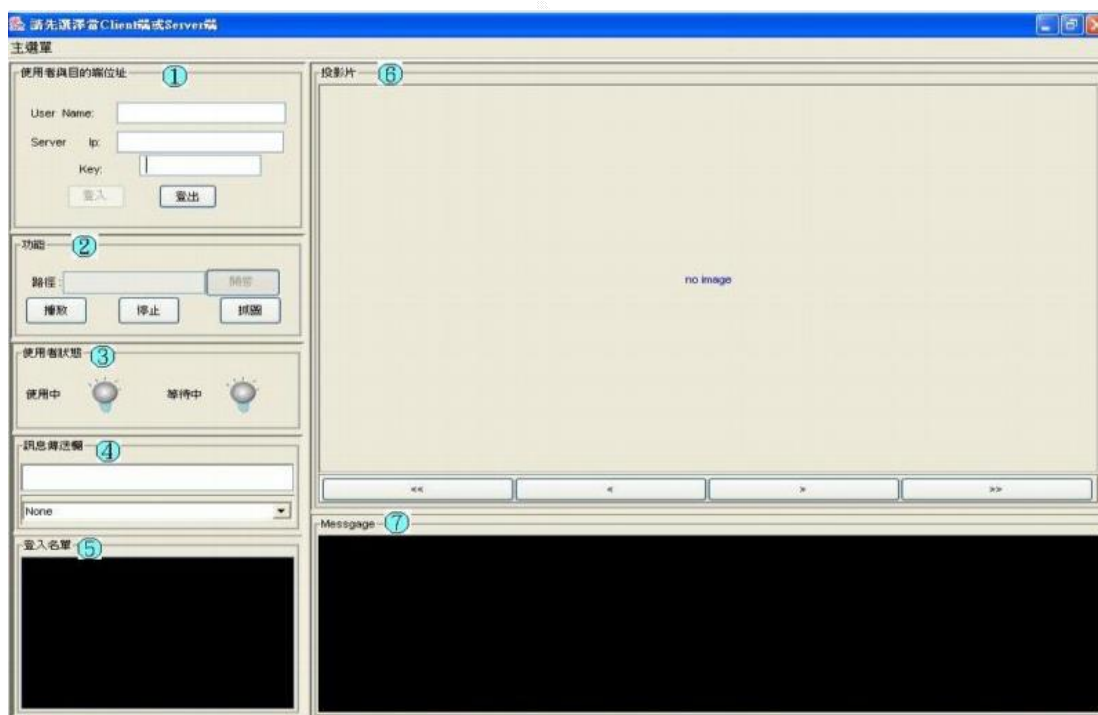 請先選擇當Client端或Server端
主選單
使用者與目的端位址 ①
User Name:
Server Ip:
Key:
登入 登出
功能 ②
路徑: 開啟
播放 停止 抓圖
使用者狀態 ③
使用中 等待中
訊息傳送欄 ④
None
登入名單 ⑤
投影片 ⑥
no image
<< < > >>
Messgage ⑦